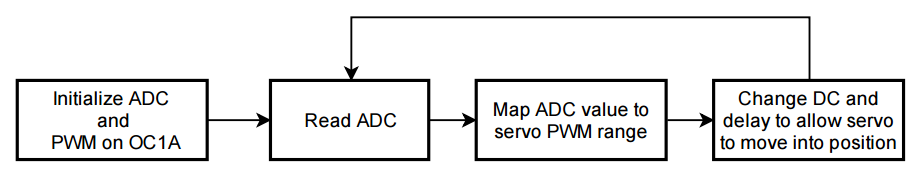 Initialize ADC
and
PWM on OC1A
Read ADC
Map ADC value to
servo PWM range
Change DC and
delay to allow servo
to move into position